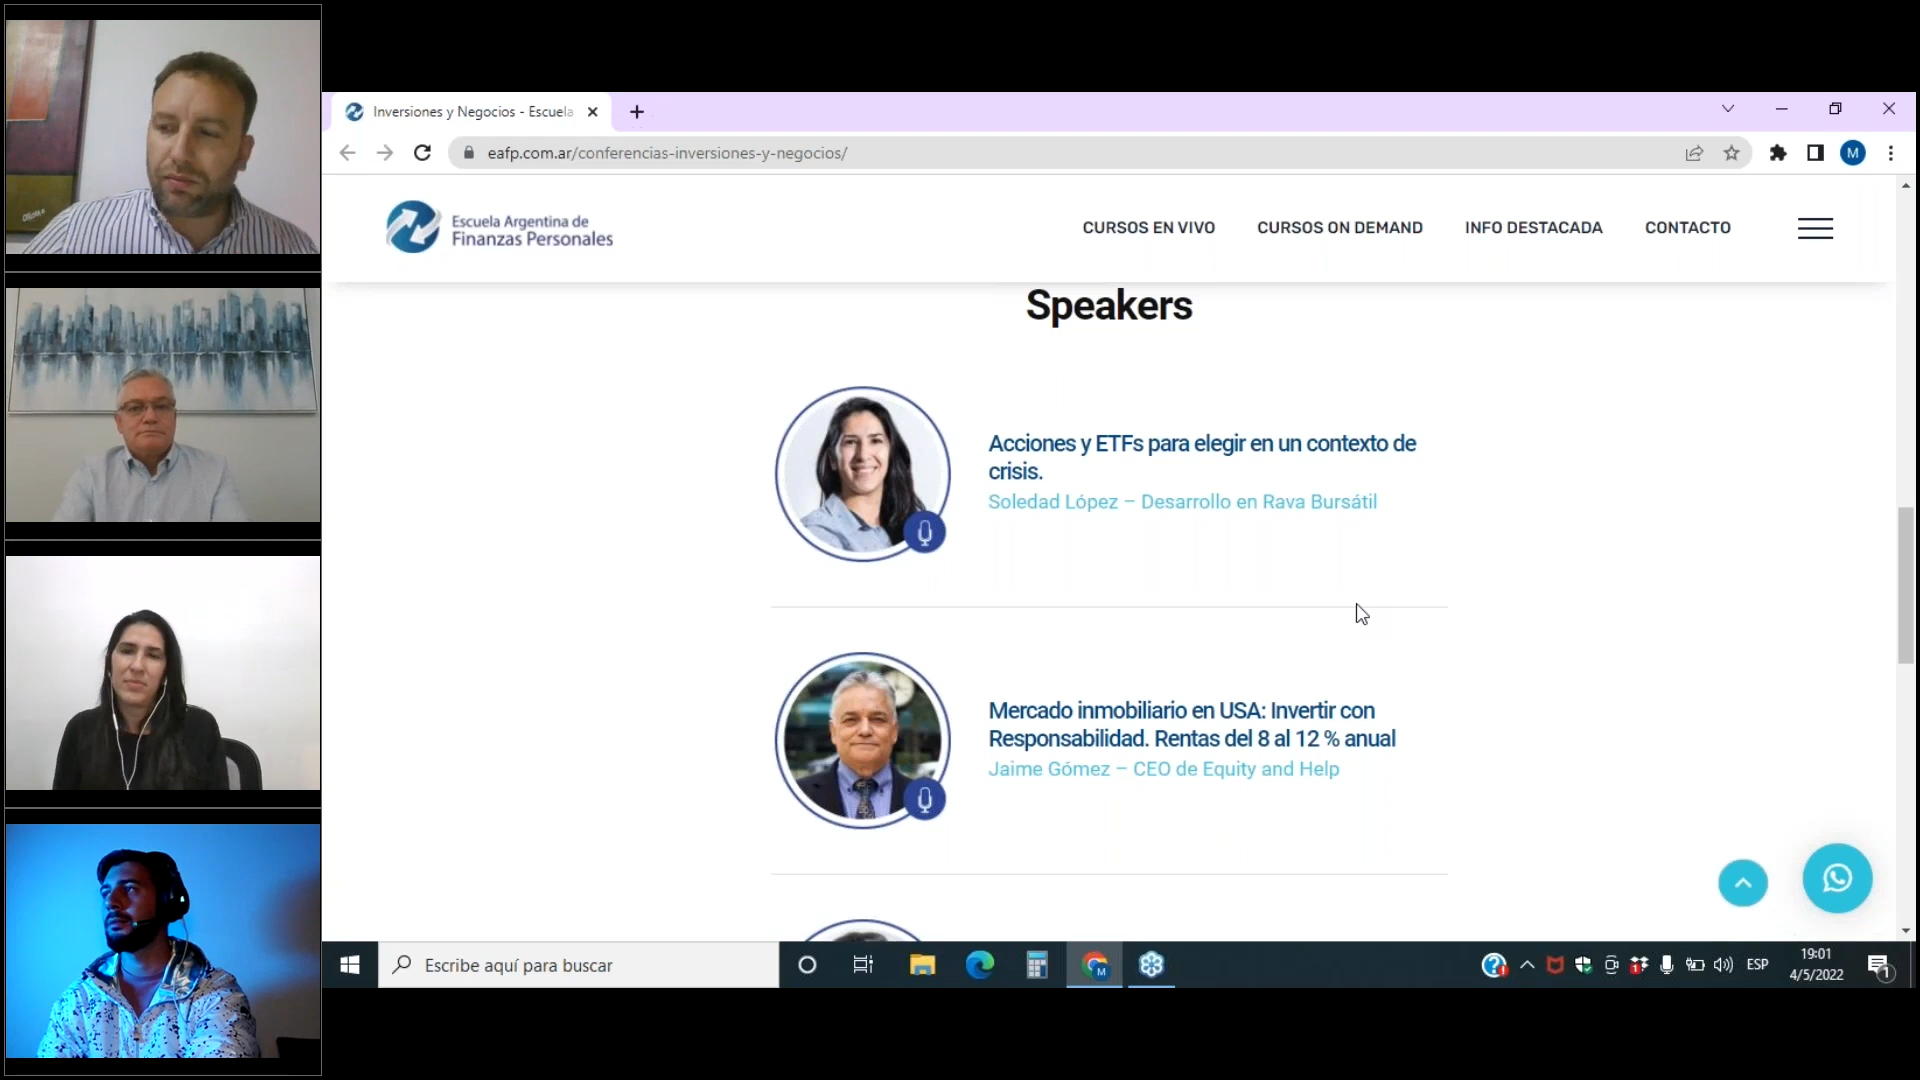 Inversiones y Negocios - Escuela
eafp.com.ar/conferencias-inversiones-y-negocios/
M
Escuela Argentina de
Finanzas Personales
CURSOS EN VIVO
CURSOS ON DEMAND
INFO DESTACADA
CONTACTO
Speakers
Acciones y ETFs para elegir en un contexto de
crisis.
Soledad López – Desarrollo en Rava Bursátil
Mercado inmobiliario en USA: Invertir con
Responsabilidad. Rentas del 8 al 12 % anual
Jaime Gómez – CEO de Equity and Help
Escribe aquí para buscar
M
ESP
19:01
4/5/2022
1